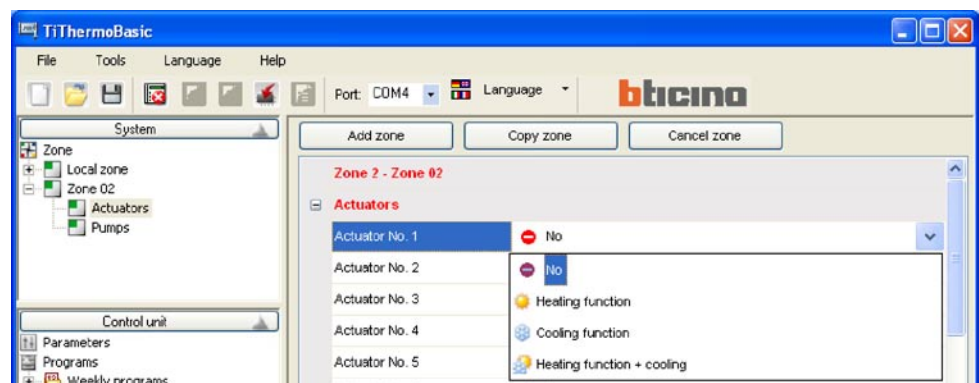 TiThermoBasic
File Tools Language Help
Port: COM4 Language bticino
System
Zone
Local zone
Zone 02
Actuators
Pumps
Control unit
Parameters
Programs
Weekly programs
Add zone Copy zone Cancel zone
Zone 2 - Zone 02
Actuators
Actuator No. 1 No
Actuator No. 2 No
Actuator No. 3 Heating function
Actuator No. 4 Cooling function
Actuator No. 5 Heating function + cooling